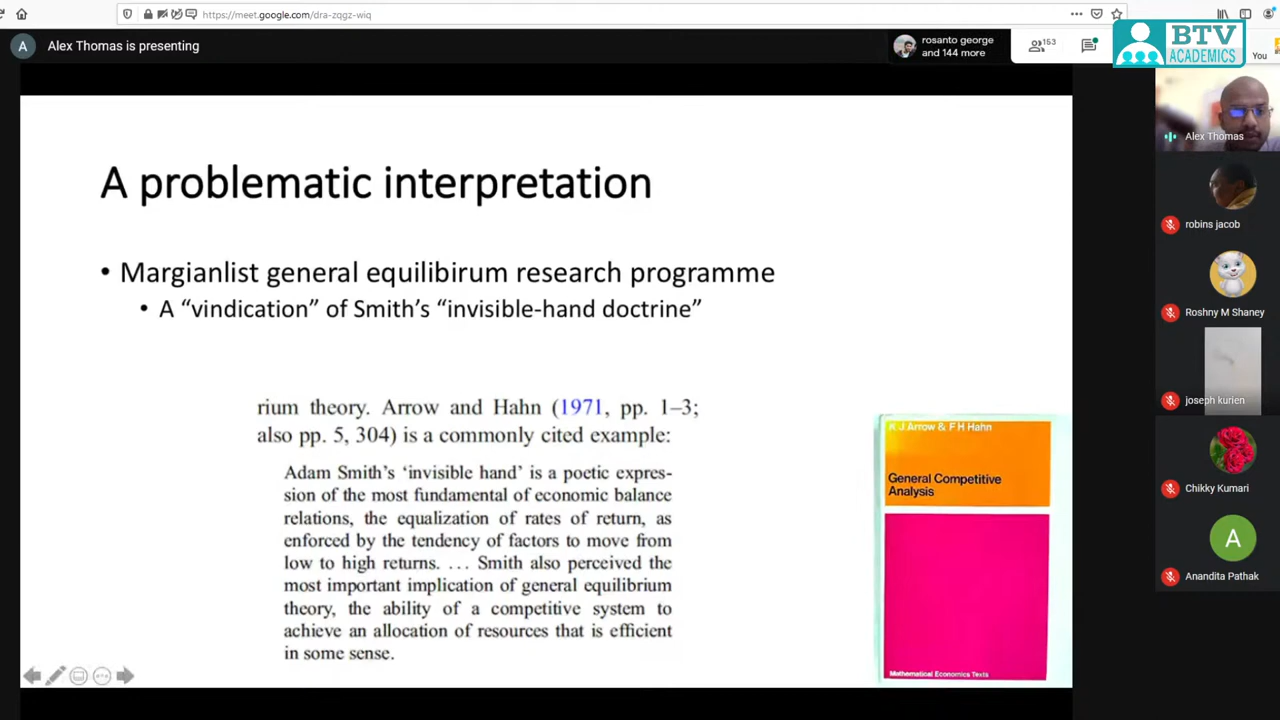 https://meet.google.com/dra-zqgz-wiq
A
Alex Thomas is presenting
rosanto george
and 144 more
153
BTV
ACADEMICS
You
A problematic interpretation
• Margianlist general equilibirum research programme
• A “vindication” of Smith’s “invisible-hand doctrine”
rium theory. Arrow and Hahn (1971, pp. 1–3;
also pp. 5, 304) is a commonly cited example:
Adam Smith’s ‘invisible hand’ is a poetic expres-
sion of the most fundamental of economic balance
relations, the equalization of rates of return, as
enforced by the tendency of factors to move from
low to high returns. … Smith also perceived the
most important implication of general equilibrium
theory, the ability of a competitive system to
achieve an allocation of resources that is efficient
in some sense.
K J Arrow & F H Hahn
General Competitive
Analysis
Mathematical Economics Texts
Alex Thomas
robins jacob
Roshny M Shaney
joseph kurien
Chikky Kumari
A
Anandita Pathak